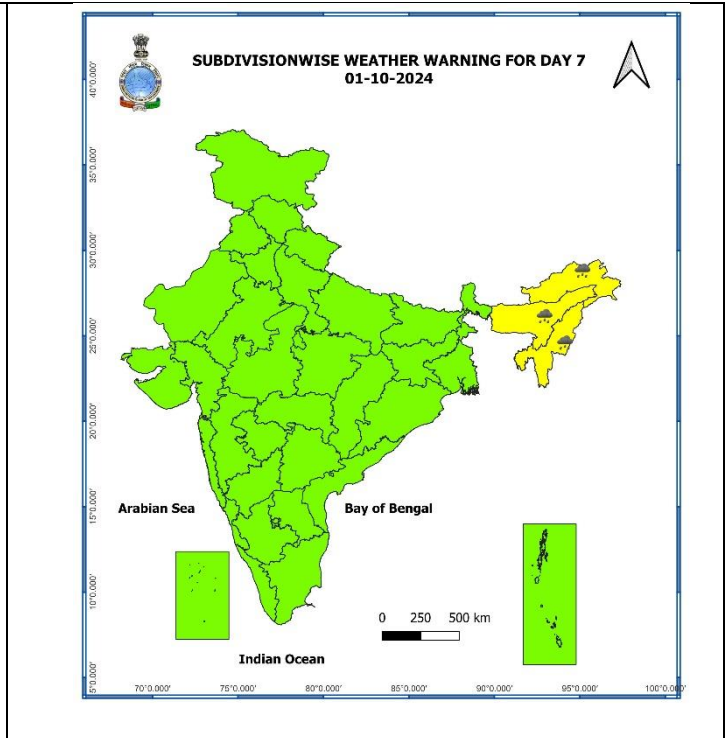 SUBDIVISIONWISE WEATHER WARNING FOR DAY 7
01-10-2024
40°0.000'
35°0.000'
30°0.000'
25°0.000'
20°0.000'
15°0.000'
10°0.000'
5°0.000'
Arabian Sea
Bay of Bengal
0 250 500 km
Indian Ocean
70°0.000' 75°0.000' 80°0.000' 85°0.000' 90°0.000' 95°0.000' 100°0.000'